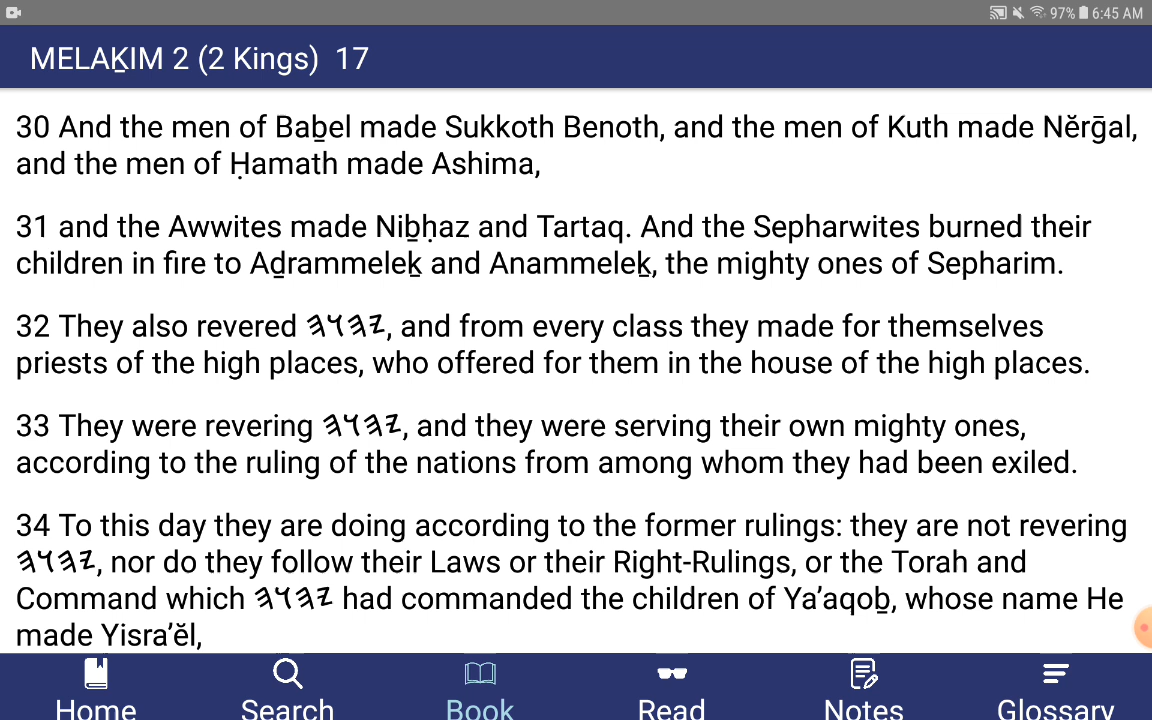 97% 6:45 AM
MELAḴIM 2 (2 Kings) 17
30 And the men of Baḇel made Sukkoth Benoth, and the men of Kuth made Nĕrḡal,
and the men of Ḥamath made Ashima,
31 and the Awwites made Niḇḥaz and Tartaq. And the Sepharwites burned their
children in fire to Aḏrammeleḵ and Anammeleḵ, the mighty ones of Sepharim.
32 They also revered 𐤉𐤄𐤅𐤄, and from every class they made for themselves
priests of the high places, who offered for them in the house of the high places.
33 They were revering 𐤉𐤄𐤅𐤄, and they were serving their own mighty ones,
according to the ruling of the nations from among whom they had been exiled.
34 To this day they are doing according to the former rulings: they are not revering
𐤉𐤄𐤅𐤄, nor do they follow their Laws or their Right-Rulings, or the Torah and
Command which 𐤉𐤄𐤅𐤄 had commanded the children of Ya’aqoḇ, whose name He
made Yisra’ĕl,
Home Search Book Read Notes Glossary